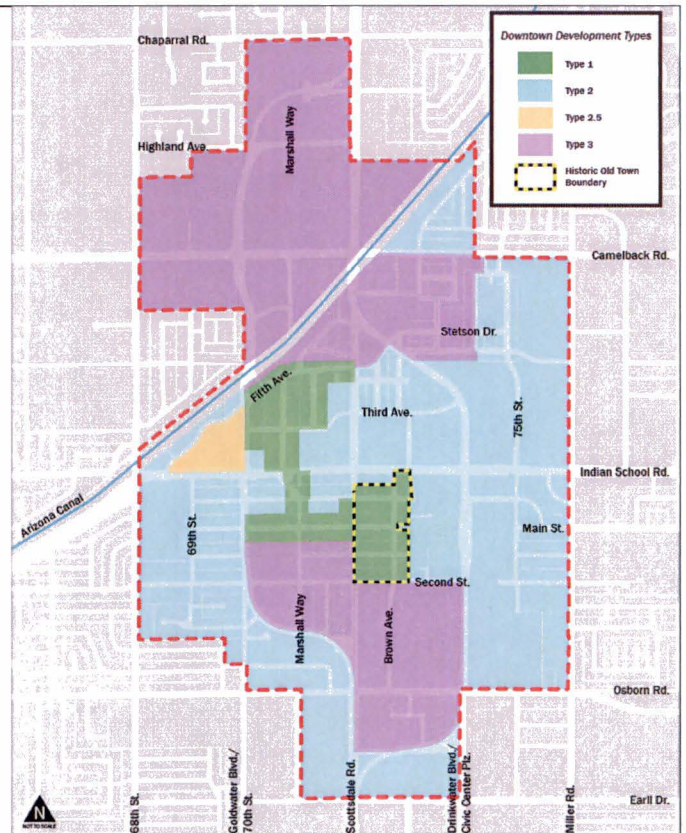 Downtown Development Types
Type 1
Type 2
Type 2.5
Type 3
Historic Old Town
Boundary
Chaparral Rd.
Marshall Way
Highland Ave.
Camelback Rd.
Stetson Dr.
Fifth Ave.
Third Ave.
75th St.
Indian School Rd.
Arizona Canal
69th St.
Main St.
Second St.
Marshall Way
Brown Ave.
Osborn Rd.
68th St.
Goldwater Blvd./
70th St.
Scottsdale Rd.
Drinkwater Blvd./
Civic Center Plz.
Miller Rd.
Earll Dr.
N
NOT TO SCALE